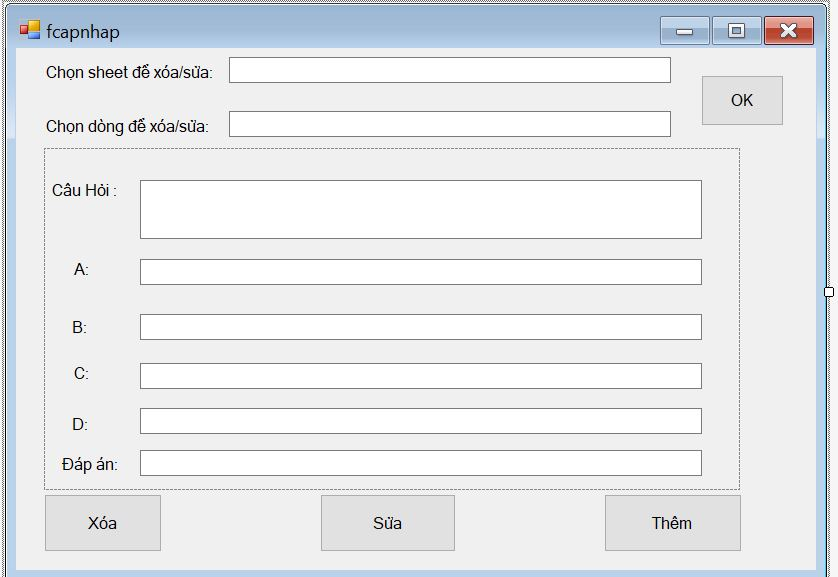 fcapnhap
Chọn sheet để xóa/sửa:
OK
Chọn dòng để xóa/sửa:
Câu Hỏi :
A:
B:
C:
D:
Đáp án:
Xóa
Sửa
Thêm